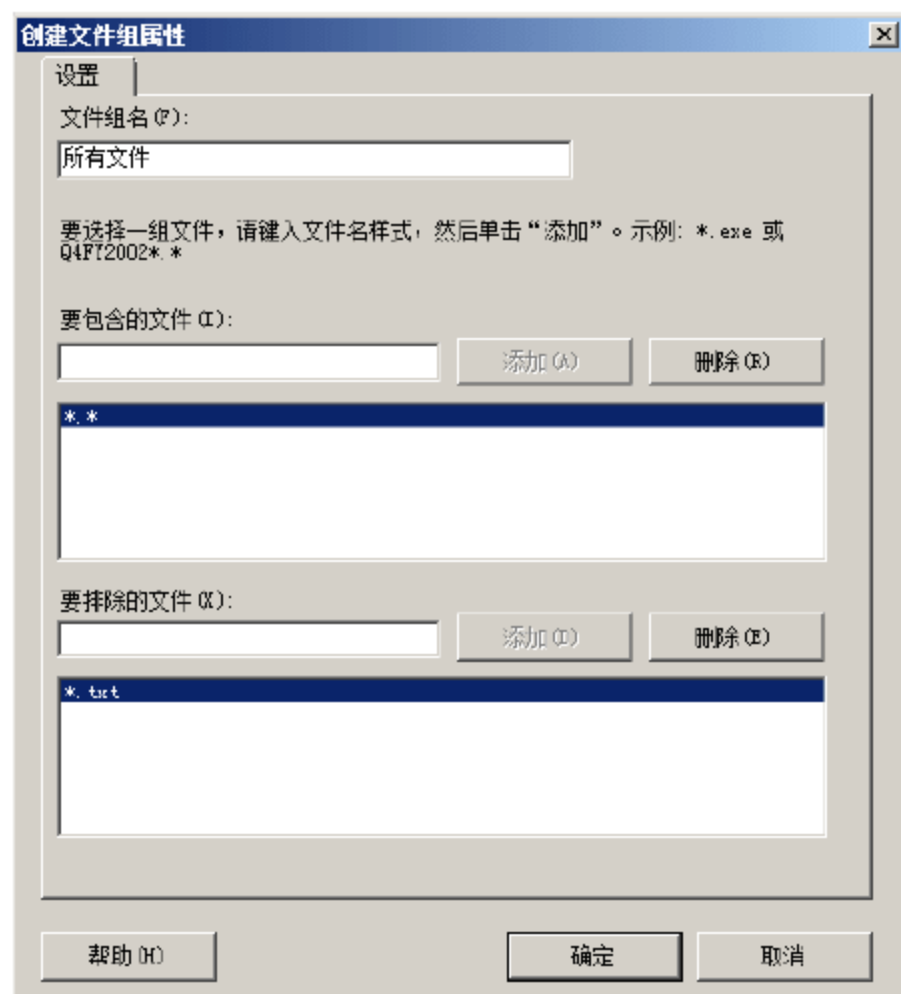 创建文件组属性
设置
文件组名(F):
所有文件
要选择一组文件，请键入文件名样式，然后单击“添加”。示例: *.exe 或
Q4FY2002*.*
要包含的文件(I):
添加(A)
删除(R)
*.*
要排除的文件(X):
添加(D)
删除(E)
*.txt
帮助(H)
确定
取消